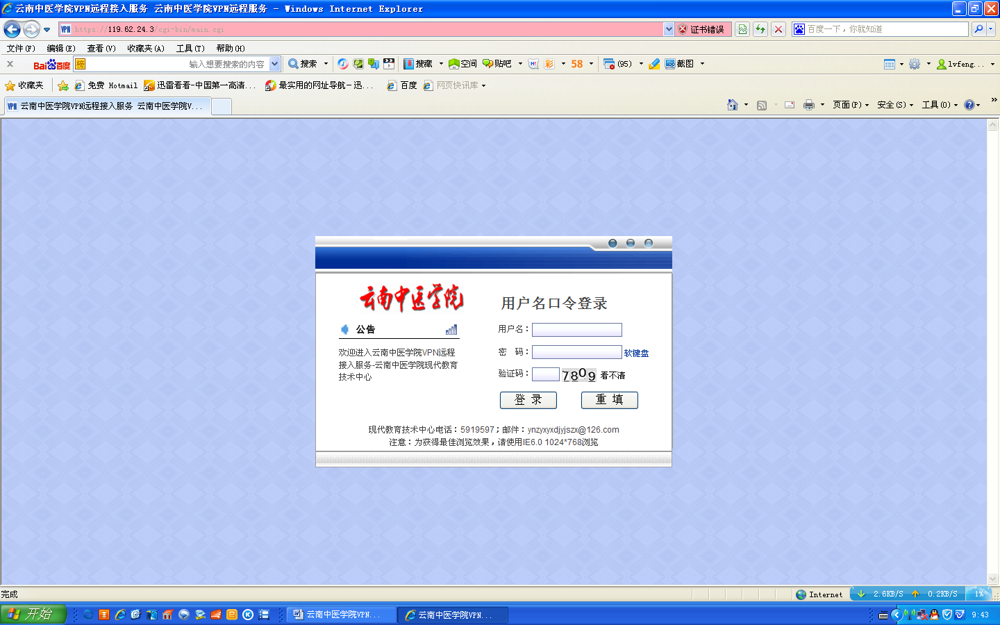 云南中医学院VPN远程接入服务 云南中医学院VPN远程服务 - Windows Internet Explorer
https://119.62.24.3/cgi-bin/main.cgi
证书错误
百度一下，你就知道
文件(F) 编辑(E) 查看(V) 收藏夹(A) 工具(T) 帮助(H)
x Bai du 百度 榜 输入想要搜索的内容 搜索 搜藏 空间 贴吧 H! 彩 58 (95) 截图 lvfeng...
收藏夹 免费 Hotmail 迅雷看看-中国第一高清... 最实用的网址导航－迅... 百度 网页快讯库
VPN 云南中医学院VPN远程接入服务 云南中医学院V... 页面(P) 安全(S) 工具(O) »
云南中医学院
用户名口令登录
公告
用户名：
欢迎进入云南中医学院VPN远程
接入服务-云南中医学院现代教育
技术中心
密 码： 软键盘
验证码： 7809 看不清
登 录 重 填
现代教育技术中心电话：5919597；邮件：ynzyxyxdjyjszx@126.com
注意：为获得最佳浏览效果，请使用IE6.0 1024*768浏览
完成 Internet 2.6KB/S 0.2KB/S 1%
开始 云南中医学院VPN... 云南中医学院VPN... 9:43